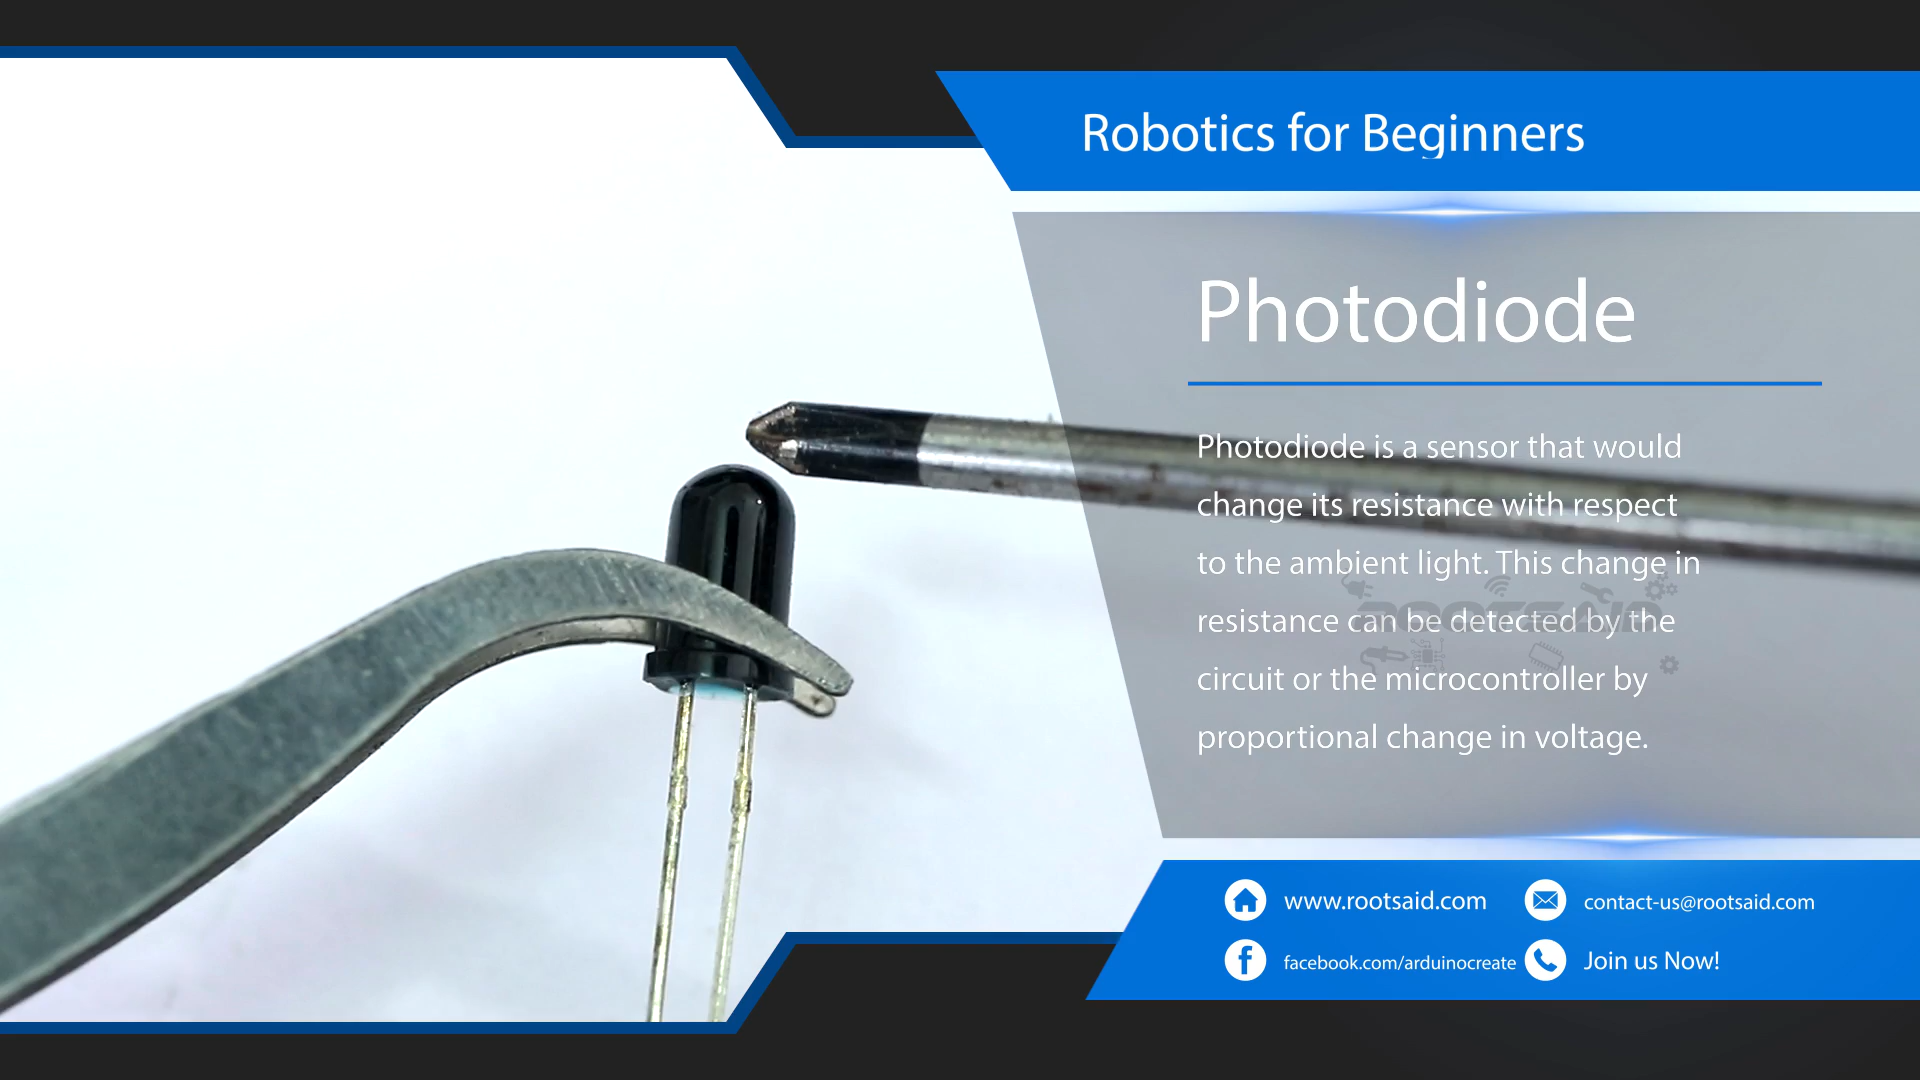 Robotics for Beginners
Photodiode
Photodiode is a sensor that would
change its resistance with respect
to the ambient light. This change in
resistance can be detected by the
circuit or the microcontroller by
proportional change in voltage.
ROOTSAID
www.rootsaid.com
contact-us@rootsaid.com
facebook.com/arduinocreate
Join us Now!